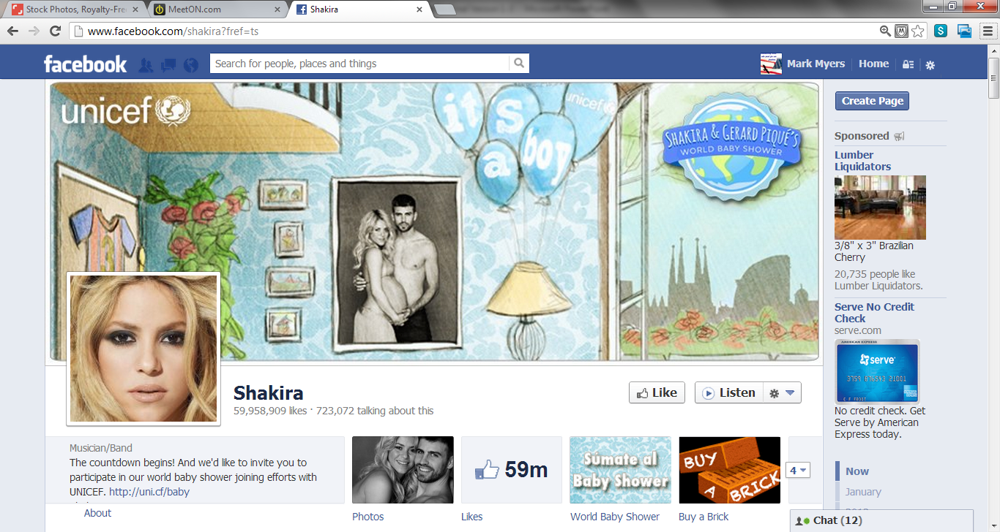 Stock Photos, Royalty-Fre
MeetON.com
Shakira
www.facebook.com/shakira?fref=ts
facebook
Search for people, places and things
Mark Myers
Home
unicef
it's
a boy
unicef
SHAKIRA & GERARD PIQUÉ'S
WORLD BABY SHOWER
Create Page
Sponsored
Lumber
Liquidators
3/8" x 3" Brazilian
Cherry
20,735 people like
Lumber Liquidators.
Serve No Credit
Check
serve.com
AMERICAN EXPRESS
serve
3759 876543 21001
C F FROST
No credit check. Get
Serve by American
Express today.
Shakira
59,958,909 likes · 723,072 talking about this
Like
Listen
Musician/Band
The countdown begins! And we'd like to invite you to
participate in our world baby shower joining efforts with
UNICEF. http://uni.cf/baby
About
Photos
59m
Likes
Súmate al
Baby Shower
World Baby Shower
BUY
A BRICK
Buy a Brick
4
Now
January
Chat (12)